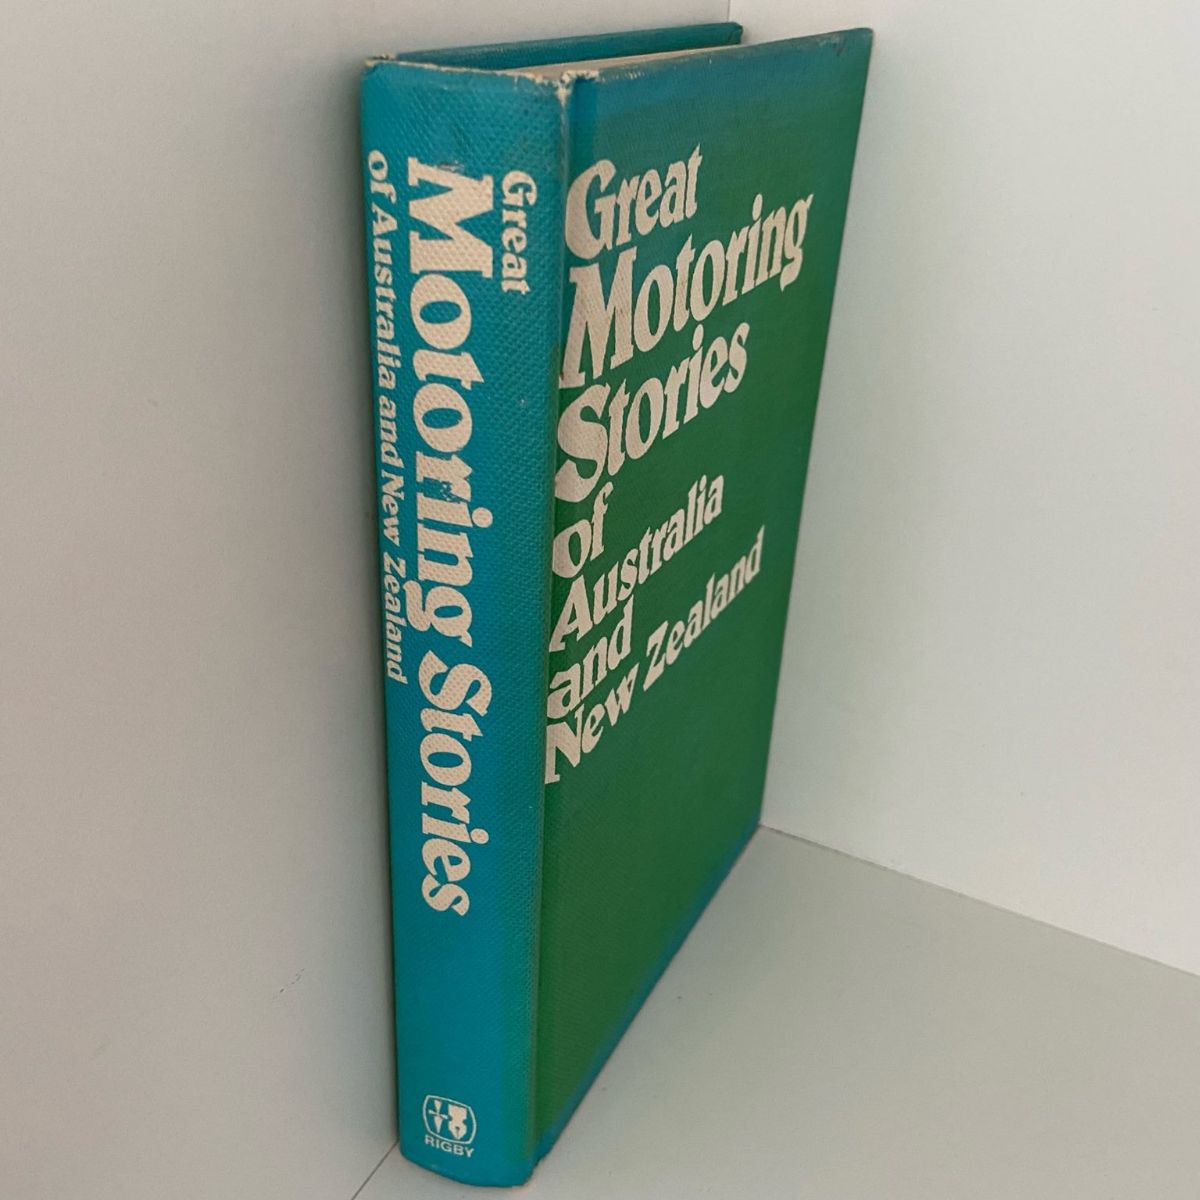 Great
Motoring Stories
of Australia and New Zealand
RIGBY
Great
Motoring
Stories
of
Australia
and
New Zealand